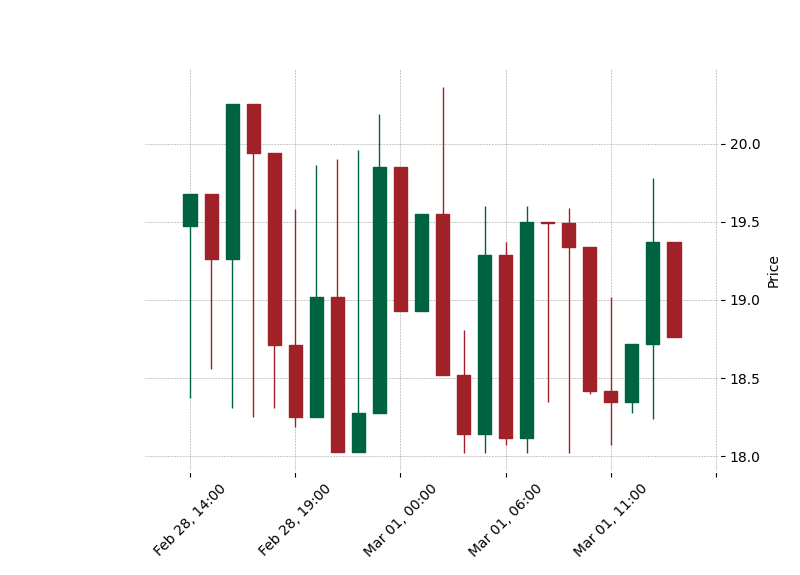 20.0
19.5
19.0
18.5
18.0
Price
Feb 28, 14:00
Feb 28, 19:00
Mar 01, 00:00
Mar 01, 06:00
Mar 01, 11:00